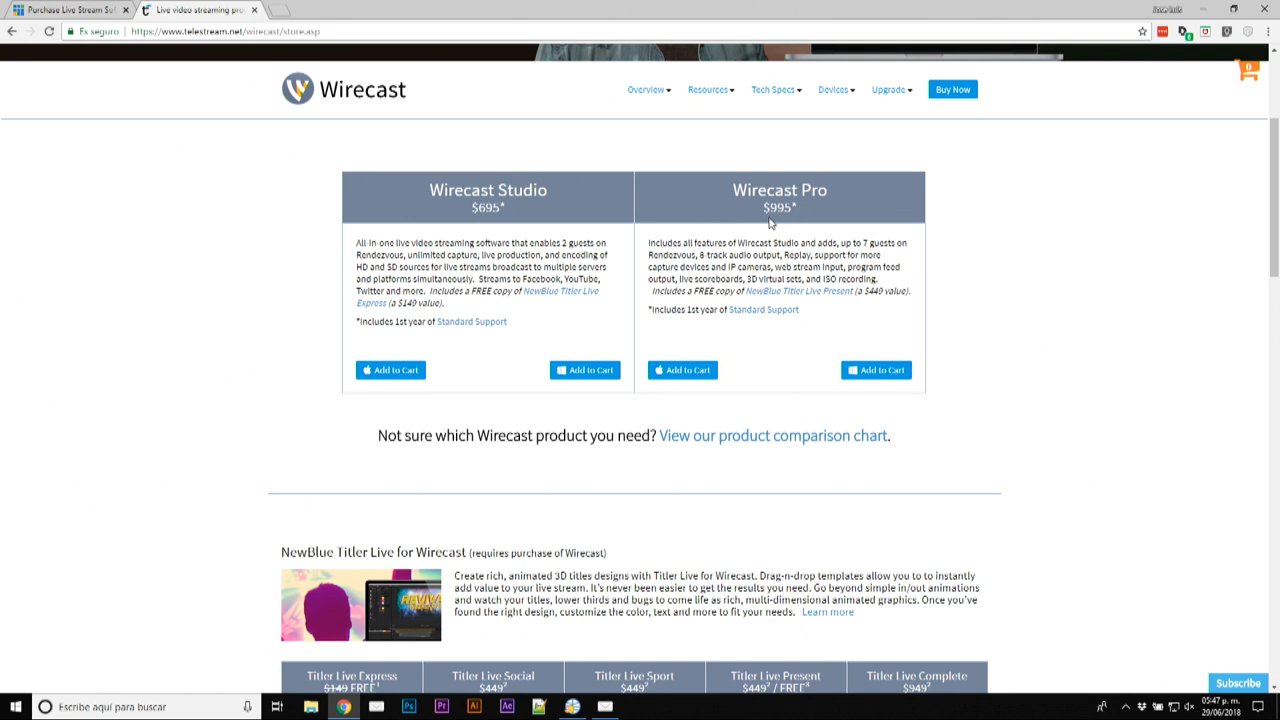 Purchase Live Stream Sof
Live video streaming pro
Es seguro
https://www.telestream.net/wirecast/store.asp
0
Wirecast
Overview
Resources
Tech Specs
Devices
Upgrade
Buy Now
Wirecast Studio
$695*
All-in-one live video streaming software that enables 2 guests on
Rendezvous, unlimited capture, live production, and encoding of
HD and SD sources for live streams broadcast to multiple servers
and platforms simultaneously. Streams to Facebook, YouTube,
Twitter and more. Includes a FREE copy of NewBlue Titler Live
Express (a $149 value).
*Includes 1st year of Standard Support
Add to Cart
Add to Cart
Wirecast Pro
$995*
Includes all features of Wirecast Studio and adds, up to 7 guests on
Rendezvous, 8-track audio output, Replay, support for more
capture devices and IP cameras, web stream input, program feed
output, live scoreboards, 3D virtual sets, and ISO recording.
Includes a FREE copy of NewBlue Titler Live Present (a $449 value).
*Includes 1st year of Standard Support
Add to Cart
Add to Cart
Not sure which Wirecast product you need? View our product comparison chart.
NewBlue Titler Live for Wirecast (requires purchase of Wirecast)
Create rich, animated 3D titles designs with Titler Live for Wirecast. Drag-n-drop templates allow you to to instantly
add value to your live stream. It's never been easier to get the results you need. Go beyond simple in/out animations
and watch your titles, lower thirds and bugs to come life as rich, multi-dimensional animated graphics. Once you've
found the right design, customize the color, text and more to fit your needs. Learn more
REVIVAL
Titler Live Express
$149 FREE¹
Titler Live Social
$449²
Titler Live Sport
$449²
Titler Live Present
$449² / FREE³
Titler Live Complete
$949²
Subscribe
Escribe aquí para buscar
Ps
Pr
Ai
Ae
05:47 p. m.
29/06/2018